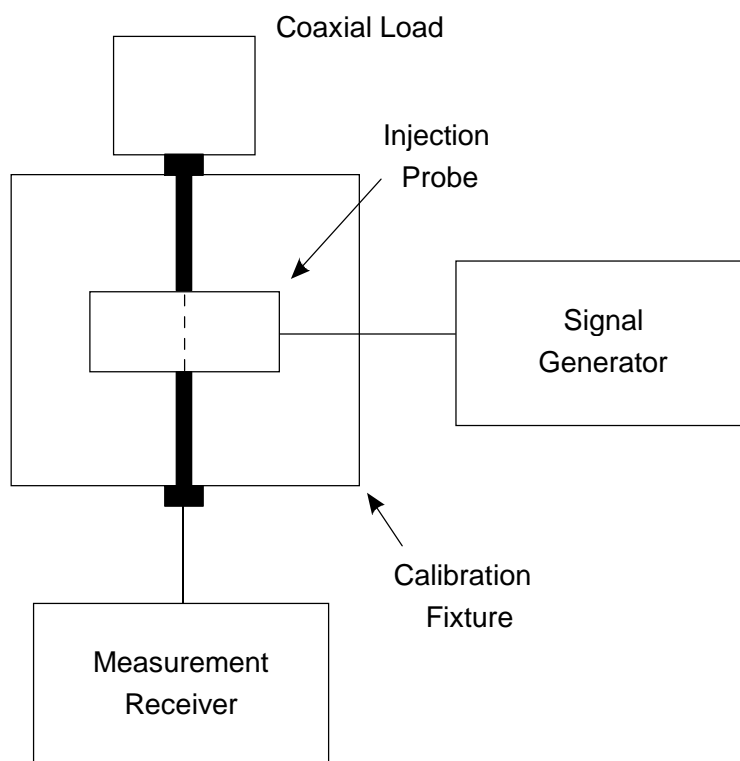 Coaxial Load
Injection
Probe
Signal
Generator
Calibration
Fixture
Measurement
Receiver